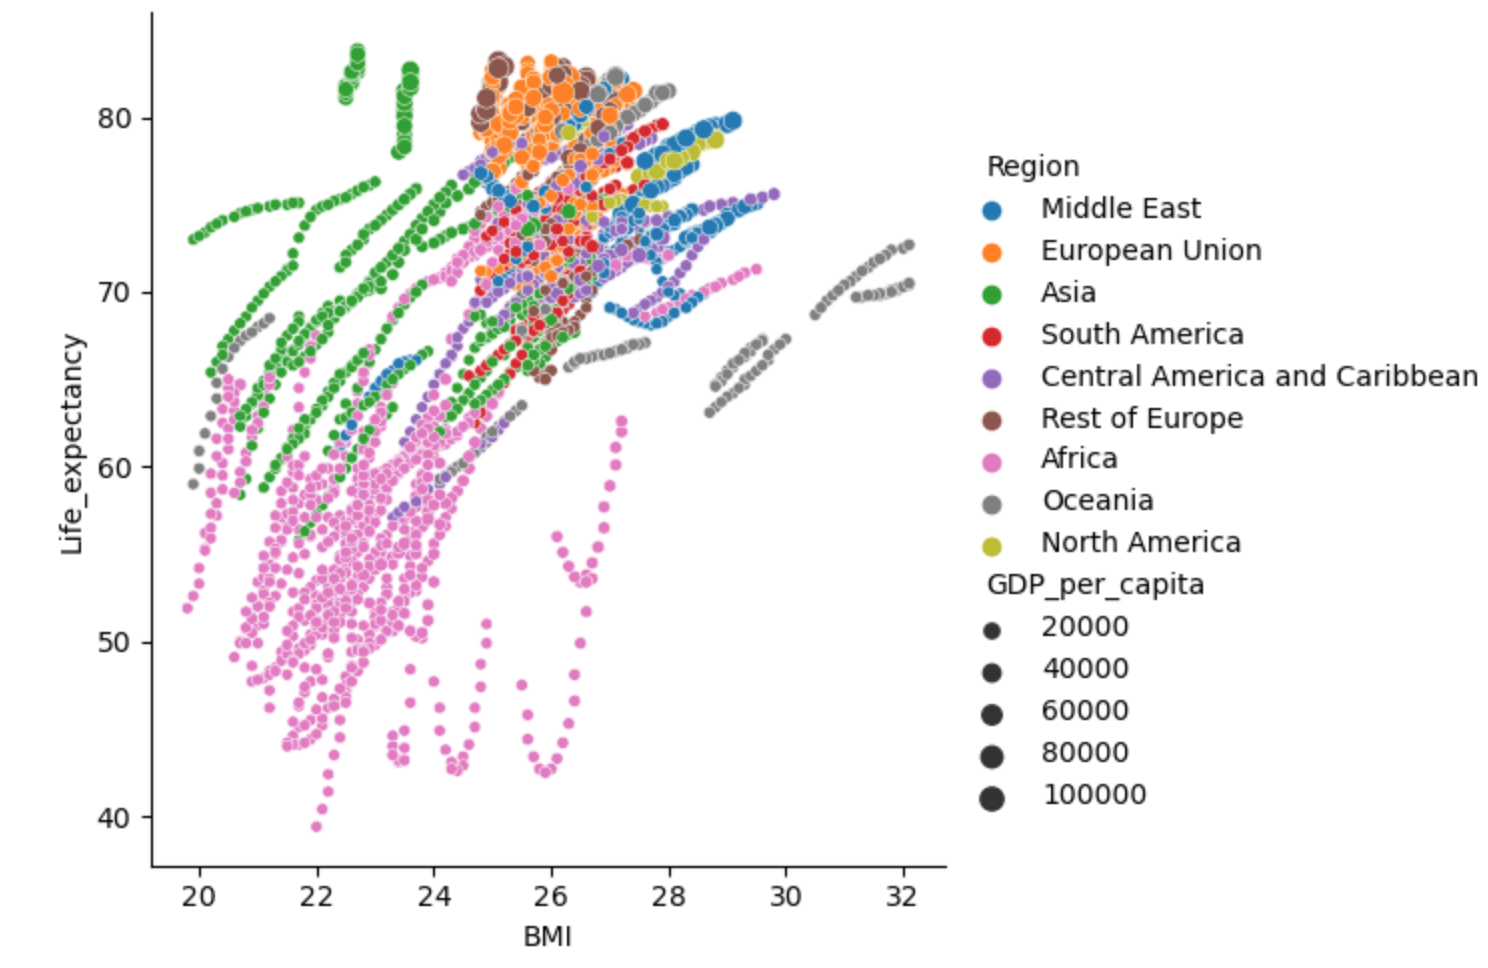 Life_expectancy
80
70
60
50
40
20 22 24 26 28 30 32
BMI
Region
Middle East
European Union
Asia
South America
Central America and Caribbean
Rest of Europe
Africa
Oceania
North America
GDP_per_capita
20000
40000
60000
80000
100000